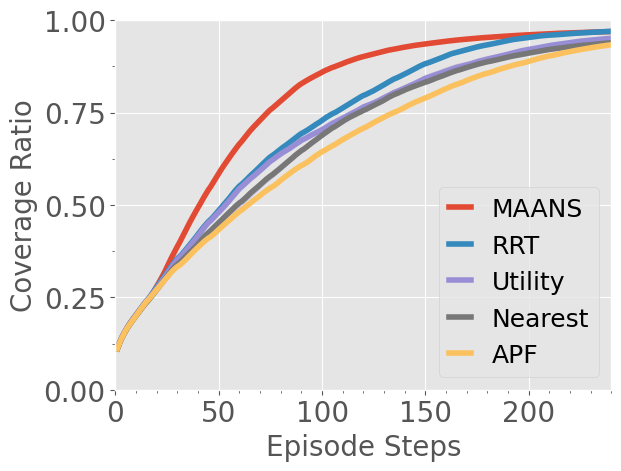 1.00
0.75
0.50
0.25
0.00
Coverage Ratio
MAANS
RRT
Utility
Nearest
APF
0 50 100 150 200
Episode Steps